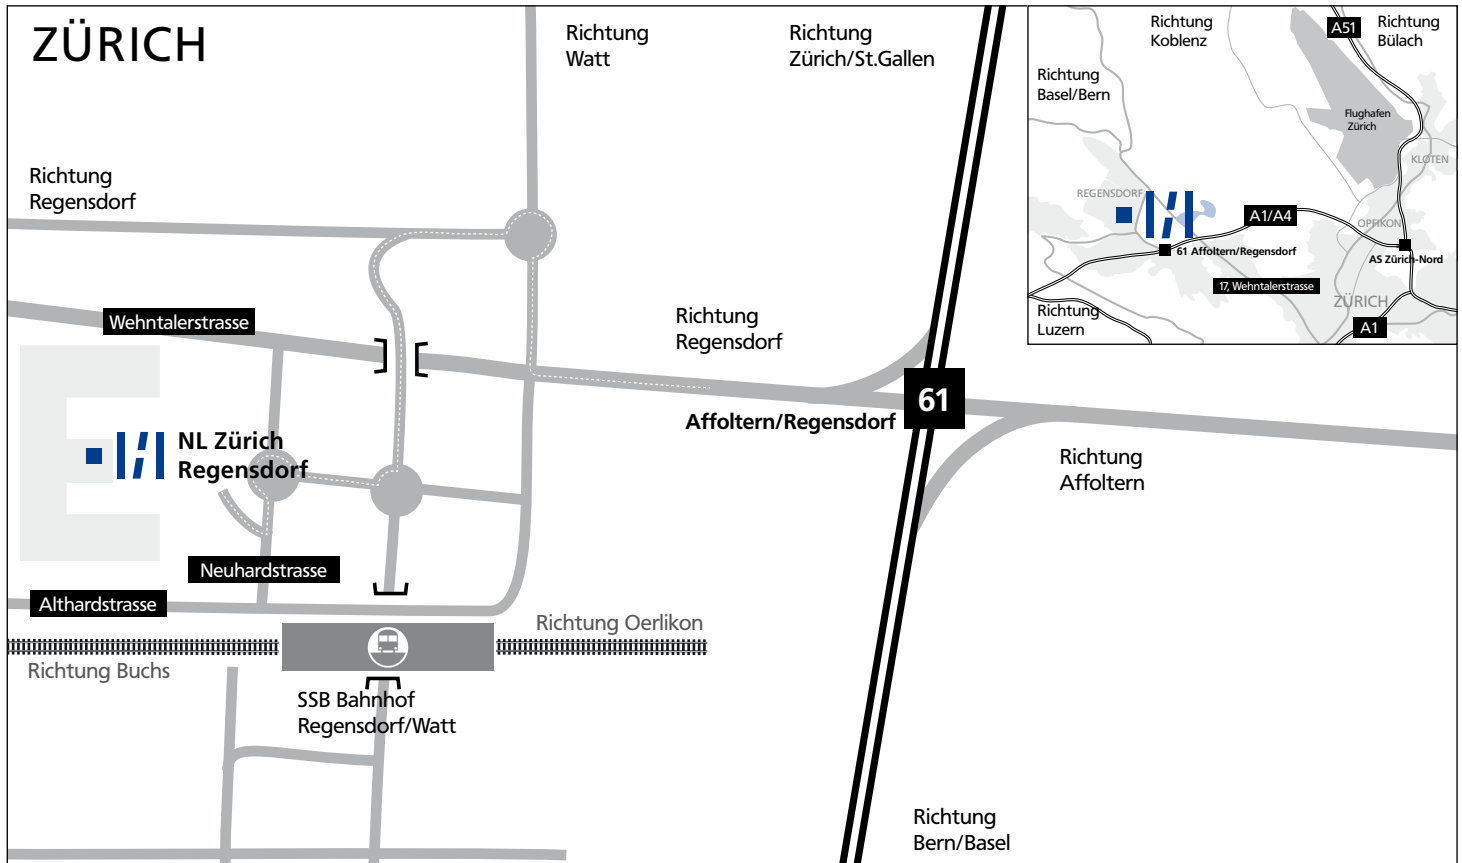 ZÜRICH
Richtung
Watt
Richtung
Zürich/St.Gallen
Richtung
Regensdorf
Wehntalerstrasse
Richtung
Regensdorf
Affoltern/Regensdorf
61
NL Zürich
Regensdorf
Richtung
Affoltern
Neuhardstrasse
Althardstrasse
Richtung Oerlikon
Richtung Buchs
SSB Bahnhof
Regensdorf/Watt
Richtung
Bern/Basel
Richtung
Koblenz
A51
Richtung
Bülach
Richtung
Basel/Bern
Flughafen
Zürich
KLOTEN
REGENSDORF
A1/A4
OPFIKON
61 Affoltern/Regensdorf
AS Zürich-Nord
17, Wehntalerstrasse
ZÜRICH
Richtung
Luzern
A1